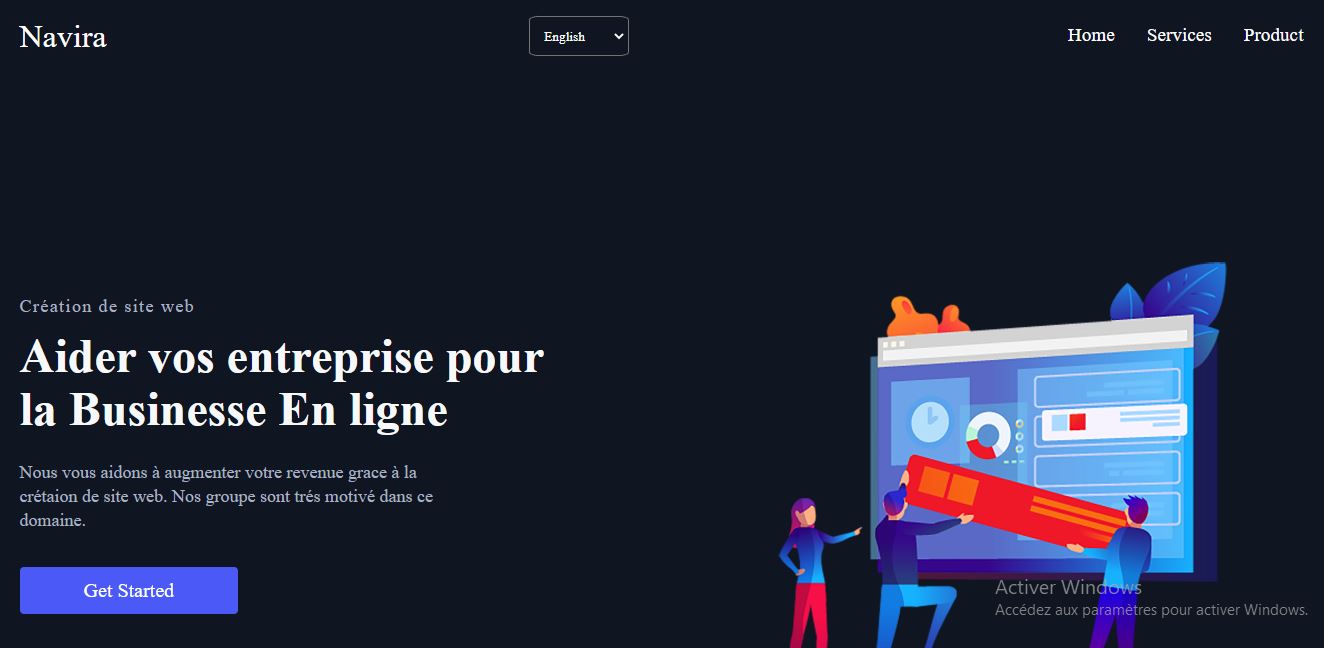 Navira
English
Home
Services
Product
Création de site web
Aider vos entreprise pour
la Businesse En ligne
Nous vous aidons à augmenter votre revenue grace à la
crétaion de site web. Nos groupe sont trés motivé dans ce
domaine.
Get Started
Activer Windows
Accédez aux paramètres pour activer Windows.